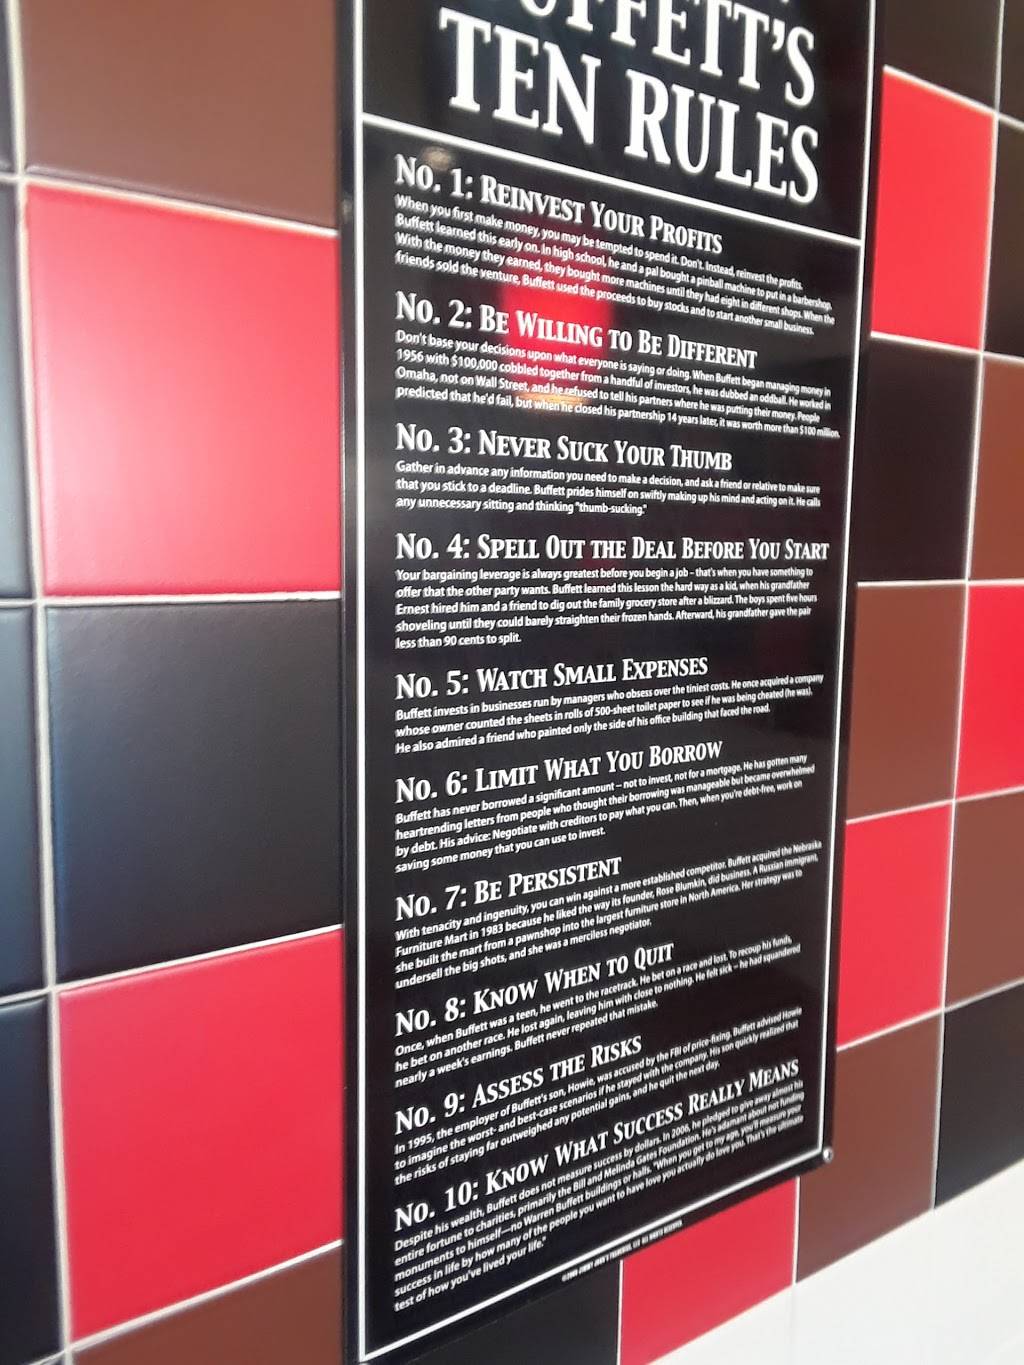 BUFFETT'S
TEN RULES
No. 1: Reinvest Your Profits
When you first make money, you may be tempted to spend it. Don't. Instead, reinvest the profits.
Buffett learned this early on. In high school, he and a pal bought a pinball machine to put in a barbershop.
With the money they earned, they bought more machines until they had eight in different shops. When the
friends sold the venture, Buffett used the proceeds to buy stocks and to start another small business.
No. 2: Be Willing to Be Different
Don't base your decisions upon what everyone is saying or doing. When Buffett began managing money in
1956 with $100,000 cobbled together from a handful of investors, he was dubbed an oddball. He worked in
Omaha, not on Wall Street, and he refused to tell his partners where he was putting their money. People
predicted that he'd fail, but when he closed his partnership 14 years later, it was worth more than $100 million.
No. 3: Never Suck Your Thumb
Gather in advance any information you need to make a decision, and ask a friend or relative to make sure
that you stick to a deadline. Buffett prides himself on swiftly making up his mind and acting on it. He calls
any unnecessary sitting and thinking "thumb-sucking."
No. 4: Spell Out the Deal Before You Start
Your bargaining leverage is always greatest before you begin a job – that's when you have something to
offer that the other party wants. Buffett learned this lesson the hard way as a kid, when his grandfather
Ernest hired him and a friend to dig out the family grocery store after a blizzard. The boys spent five hours
shoveling until they could barely straighten their frozen hands. Afterward, his grandfather gave the pair
less than 90 cents to split.
No. 5: Watch Small Expenses
Buffett invests in businesses run by managers who obsess over the tiniest costs. He once acquired a company
whose owner counted the sheets in rolls of 500-sheet toilet paper to see if he was being cheated (he was).
He also admired a friend who painted only the side of his office building that faced the road.
No. 6: Limit What You Borrow
Buffett has never borrowed a significant amount – not to invest, not for a mortgage. He has gotten many
heartrending letters from people who thought their borrowing was manageable but became overwhelmed
by debt. His advice: Negotiate with creditors to pay what you can. Then, when you're debt-free, work on
saving some money that you can use to invest.
No. 7: Be Persistent
With tenacity and ingenuity, you can win against a more established competitor. Buffett acquired the Nebraska
Furniture Mart in 1983 because he liked the way its founder, Rose Blumkin, did business. A Russian immigrant,
she built the mart from a pawnshop into the largest furniture store in North America. Her strategy was to
undersell the big shots, and she was a merciless negotiator.
No. 8: Know When to Quit
Once, when Buffett was a teen, he went to the racetrack. He bet on a race and lost. To recoup his funds,
he bet on another race. He lost again, leaving him with close to nothing. He felt sick – he had squandered
nearly a week's earnings. Buffett never repeated that mistake.
No. 9: Assess the Risks
In 1995, the employer of Buffett's son, Howie, was accused by the FBI of price-fixing. Buffett advised Howie
to imagine the worst- and best-case scenarios if he stayed with the company. His son quickly realized that
the risks of staying far outweighed any potential gains, and he quit the next day.
No. 10: Know What Success Really Means
Despite his wealth, Buffett does not measure success by dollars. In 2006, he pledged to give away almost his
entire fortune to charities, primarily the Bill and Melinda Gates Foundation. He's adamant about not funding
monuments to himself—no Warren Buffett buildings or halls. "When you get to my age, you'll measure your
success in life by how many of the people you want to have love you actually do love you. That's the ultimate
test of how you've lived your life."